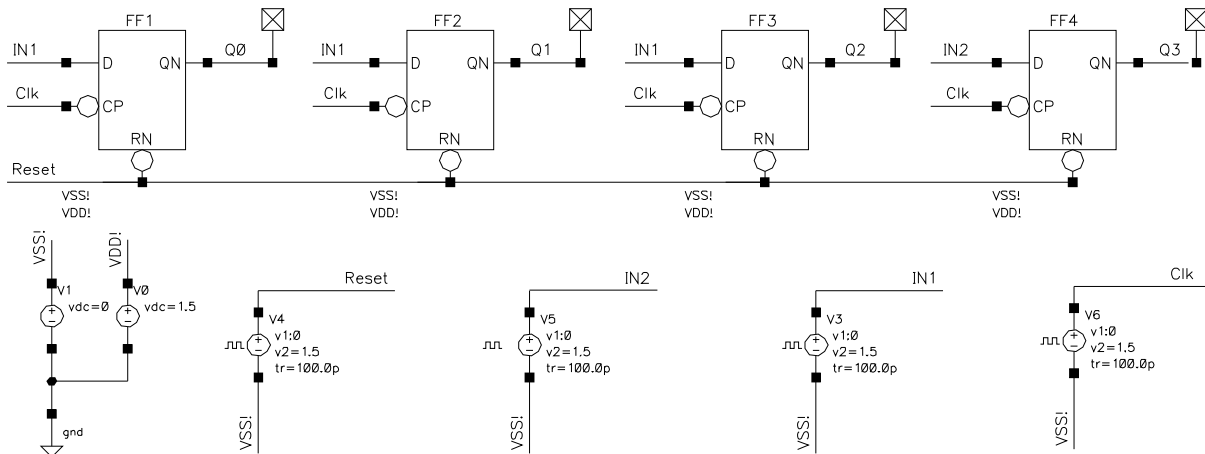 FF1
FF2
FF3
FF4
IN1
D
QN
Q0
IN1
D
QN
Q1
IN1
D
QN
Q2
IN2
D
QN
Q3
Clk
CP
Clk
CP
Clk
CP
Clk
CP
RN
RN
RN
RN
Reset
VSS!
VDD!
VSS!
VDD!
VSS!
VDD!
VSS!
VDD!
VSS!
V1
vdc=0
VDD!
V0
vdc=1.5
gnd
Reset
V4
v1:0
v2=1.5
tr=100.0p
VSS!
IN2
V5
v1:0
v2=1.5
tr=100.0p
VSS!
IN1
V3
v1:0
v2=1.5
tr=100.0p
VSS!
Clk
V6
v1:0
v2=1.5
tr=100.0p
VSS!